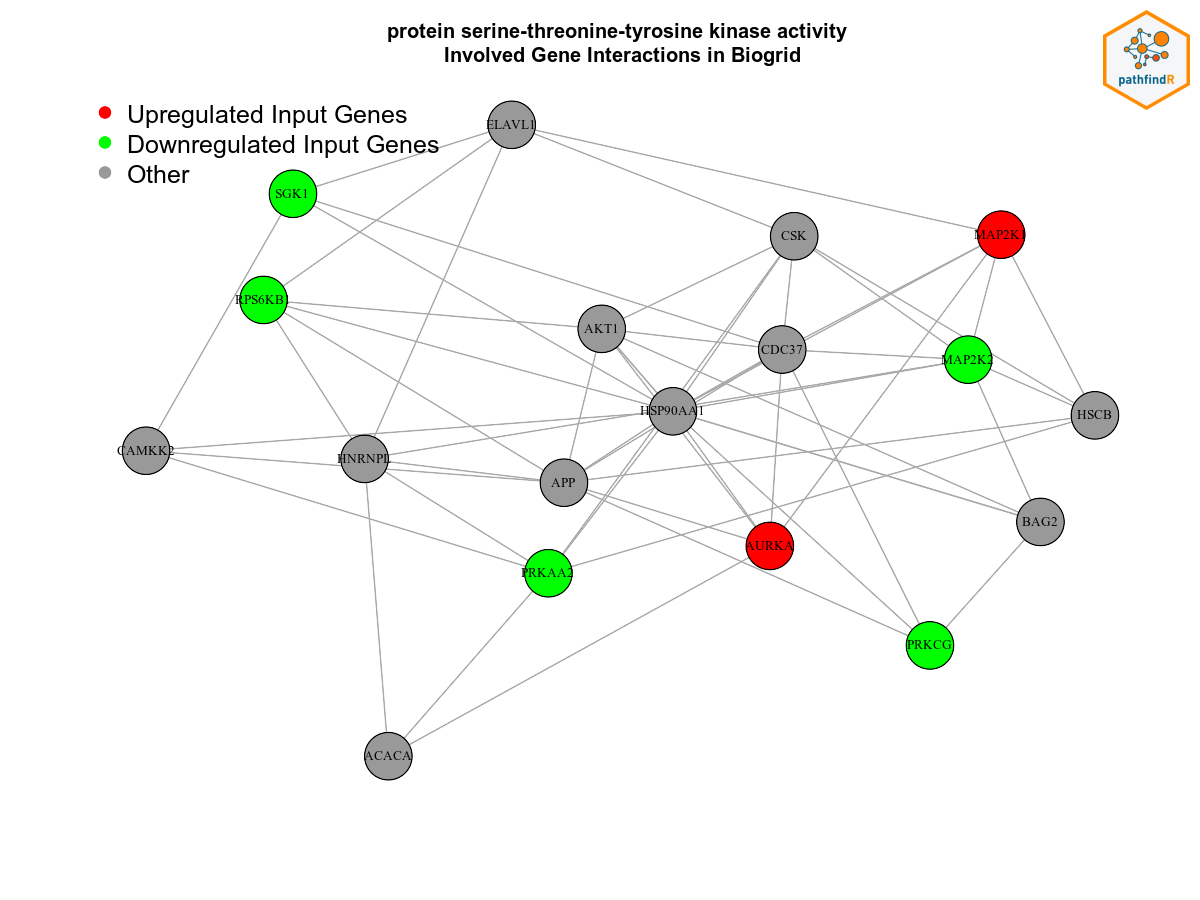 protein serine-threonine-tyrosine kinase activity
Involved Gene Interactions in Biogrid
pathfindR
Upregulated Input Genes
Downregulated Input Genes
Other
ELAVL1
SGK1
CSK
MAP2K1
RPS6KB1
AKT1
CDC37
MAP2K2
HSP90AA1
HSCB
CAMKK2
HNRNPL
APP
BAG2
AURKA
PRKAA2
PRKCG
ACACA